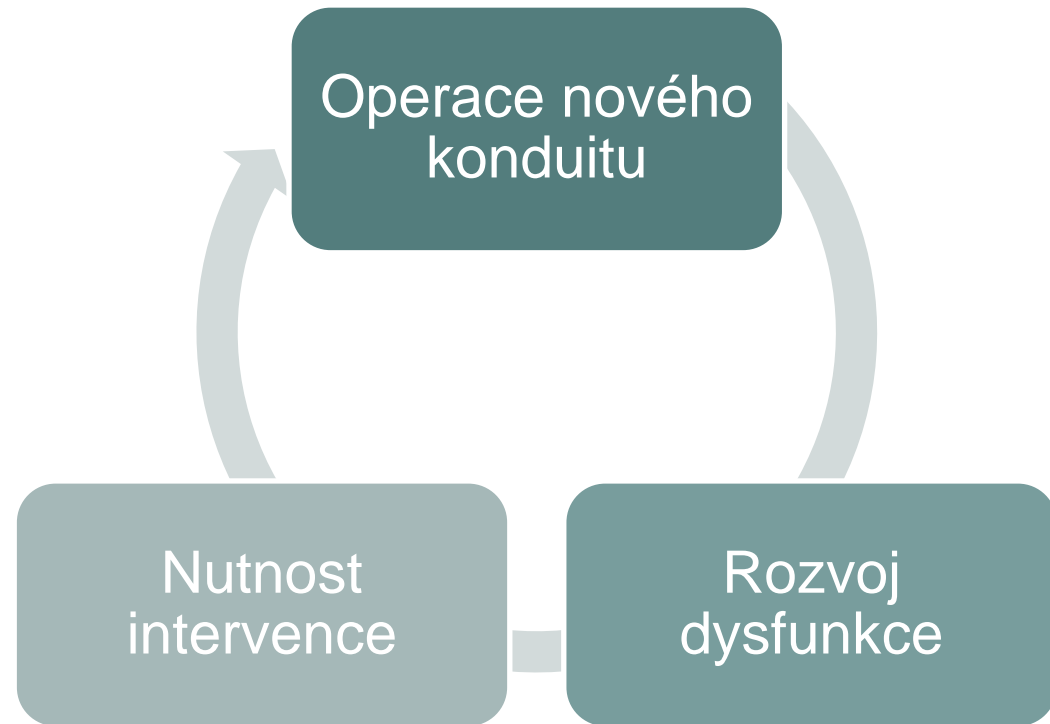 Operace nového
konduitu
Nutnost
intervence
Rozvoj
dysfunkce